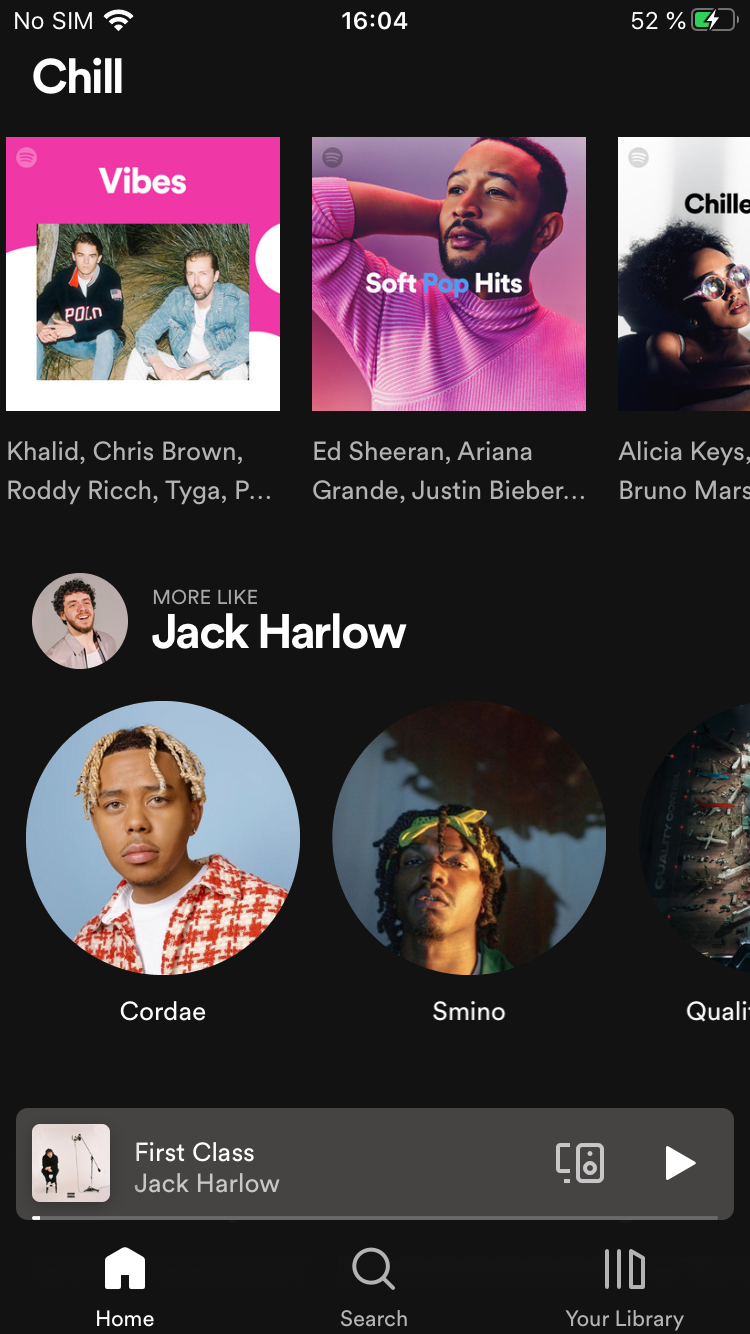 No SIM 16:04 52 %
Chill
Vibes
POLO
Soft Pop Hits
Chille
Khalid, Chris Brown,
Roddy Ricch, Tyga, P…
Ed Sheeran, Ariana
Grande, Justin Bieber…
Alicia Keys,
Bruno Mars
MORE LIKE
Jack Harlow
QUALITY CONTROL
Cordae
Smino
Quali
First Class
Jack Harlow
Home
Search
Your Library